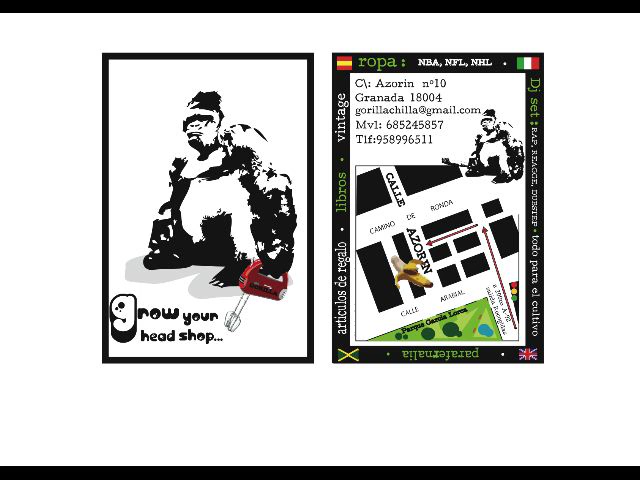 grow your
head shop...
ropa: NBA, NFL, NHL
C\: Azorin nº10
Granada 18004
gorillachilla@gmail.com
Mvl: 685245857
Tlf:958996511
articulos de regalo • libros • vintage
Dj set: RAP, REAGGE, DUBSTEP • todo para el cultivo
CALLE AZORIN
CAMINO DE RONDA
CALLE ARABIAL
Parque Garcia Lorca
parafernalia